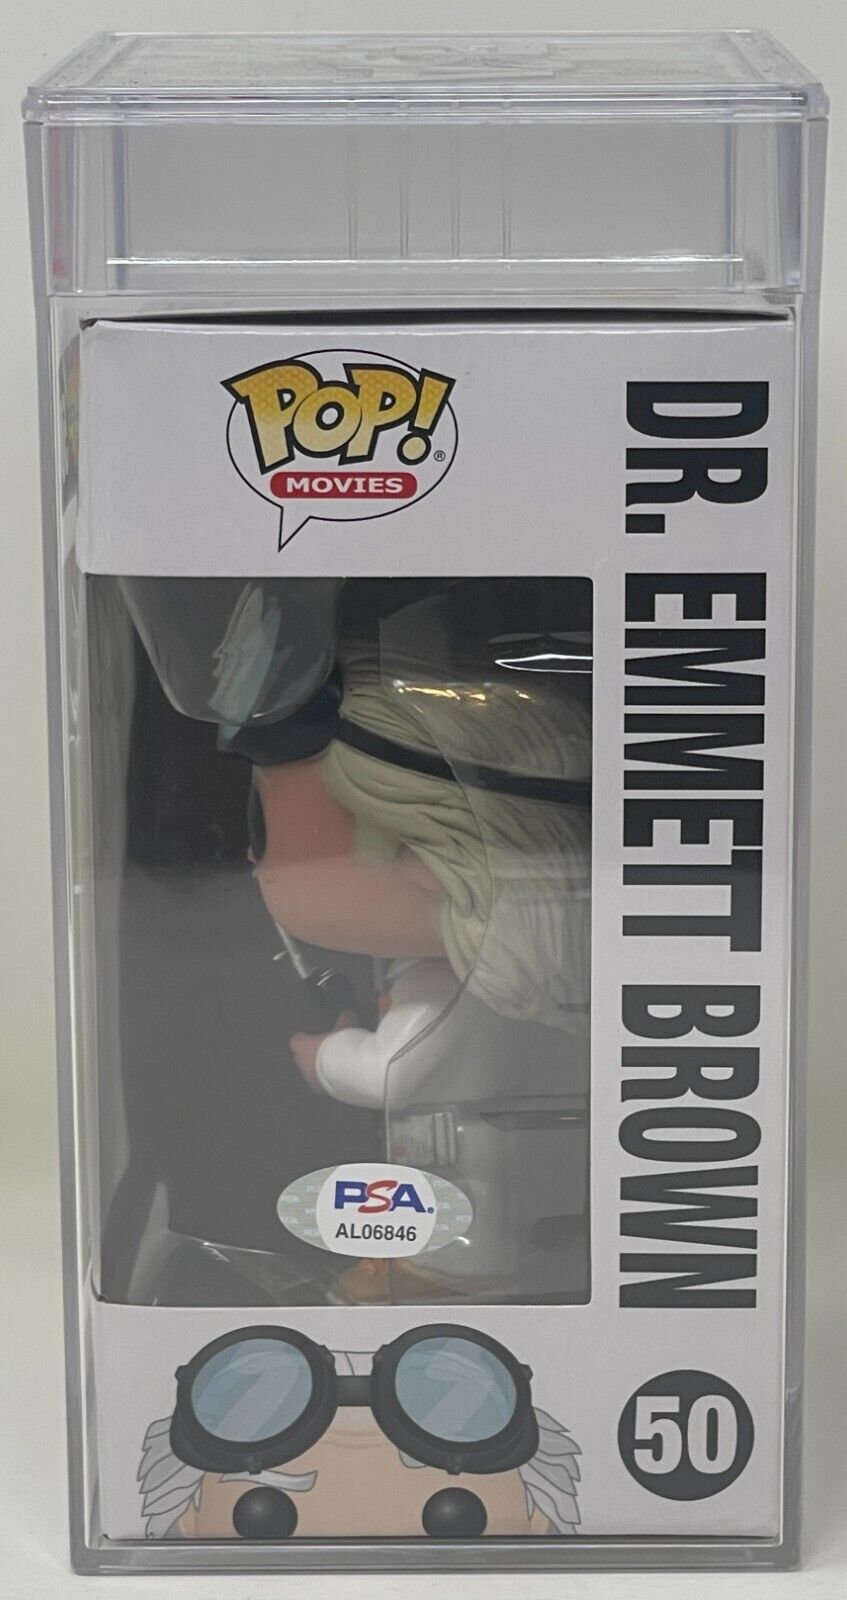 POP!®
MOVIES
DR. EMMETT BROWN
PSA®
AL06846
50